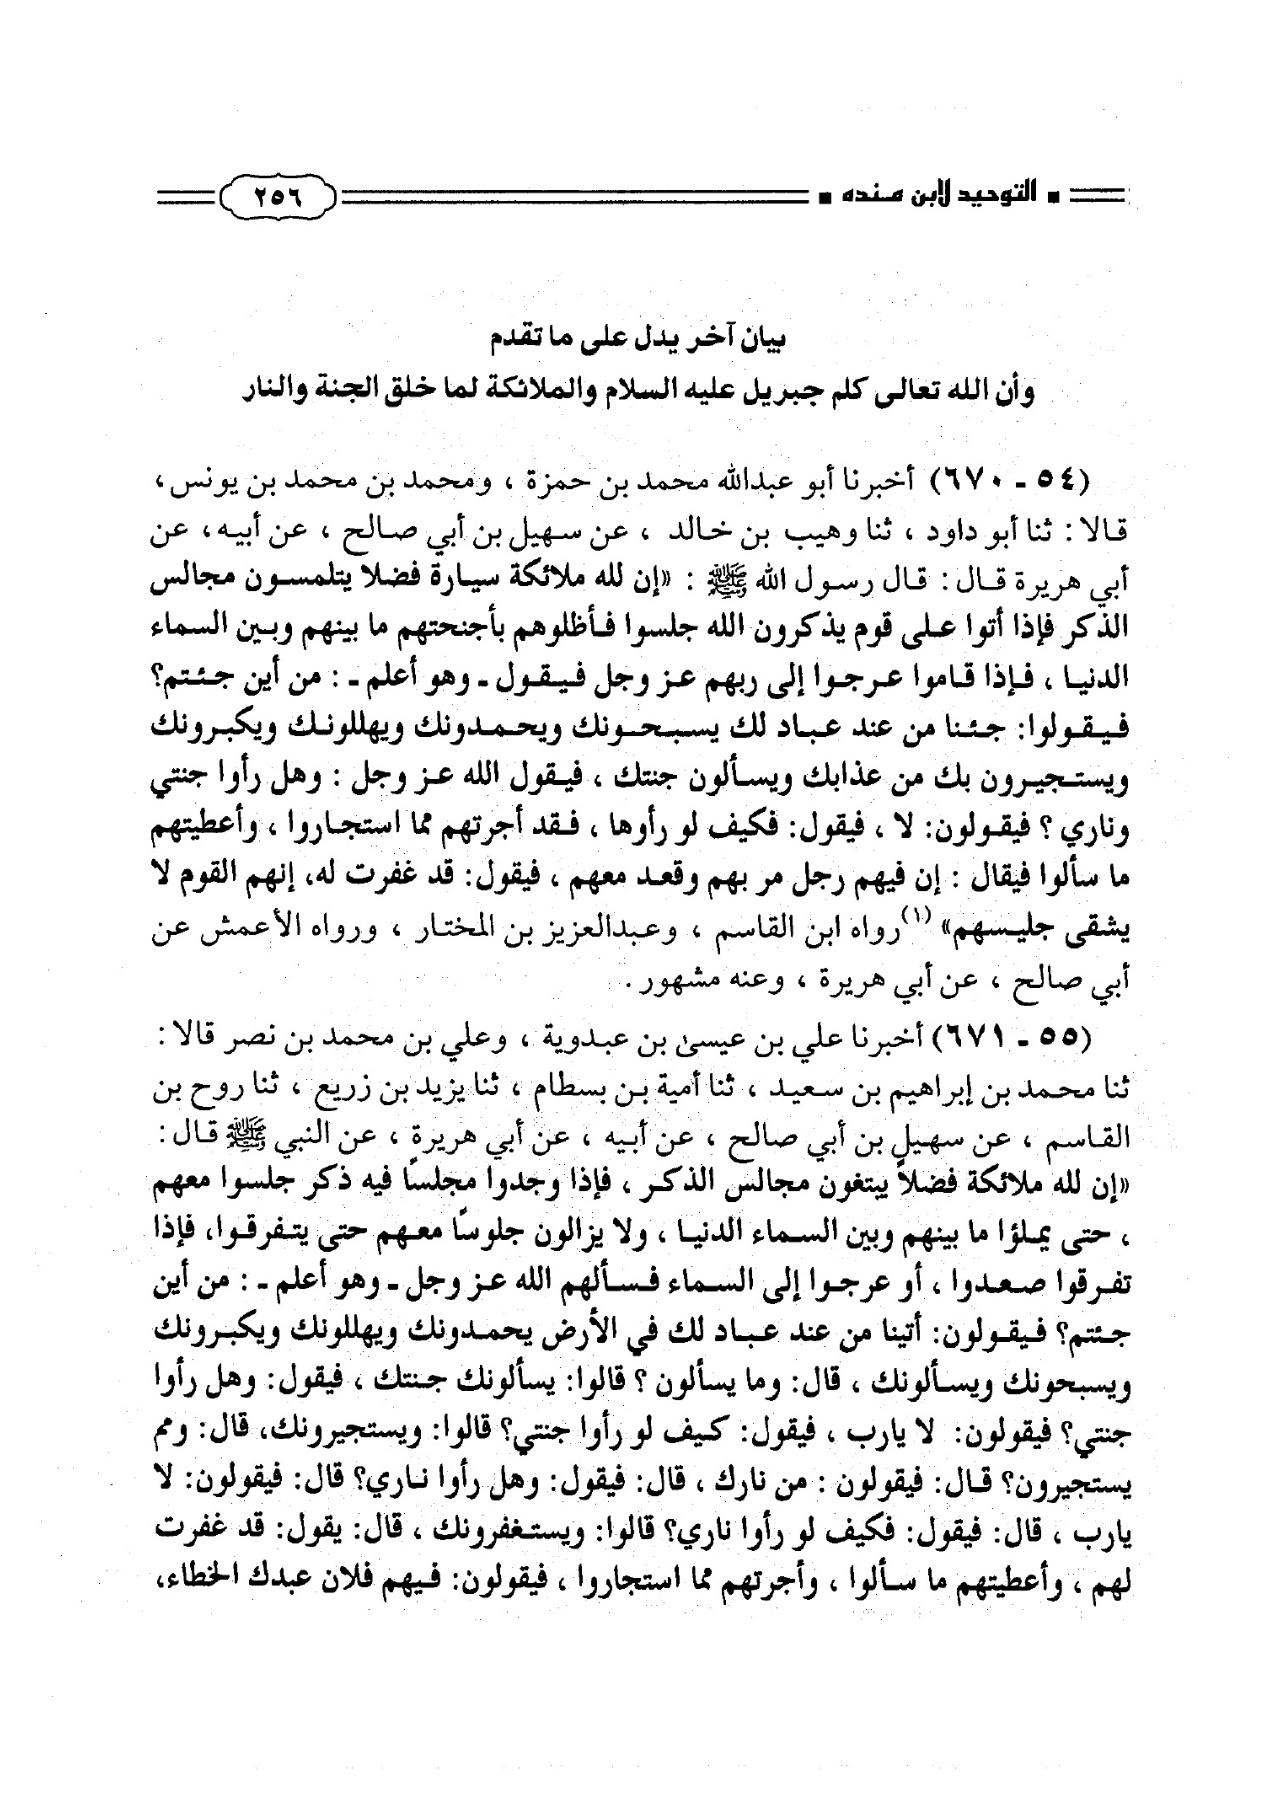 التوحيد لابن منده
٢٥٦
بيان آخر يدل على ما تقدم
وأن الله تعالى كلم جبريل عليه السلام والملائكة لما خلق الجنة والنار
(٥٤ - ٦٧٠) أخبرنا أبو عبدالله محمد بن حمزة ، ومحمد بن محمد بن يونس ،
قالا : ثنا أبو داود ، ثنا وهيب بن خالد ، عن سهيل بن أبي صالح ، عن أبيه ، عن
أبي هريرة قال : قال رسول الله ﷺ : «إن لله ملائكة سيارة فضلا يتلمسون مجالس
الذكر فإذا أتوا على قوم يذكرون الله جلسوا فأظلوهم بأجنحتهم ما بينهم وبين السماء
الدنيا ، فإذا قاموا عرجوا إلى ربهم عز وجل فيقول ـ وهو أعلم ـ : من أين جئتم؟
فيقولوا: جئنا من عند عباد لك يسبحونك ويحمدونك ويهللونك ويكبرونك
ويستجيرون بك من عذابك ويسألون جنتك ، فيقول الله عز وجل : وهل رأوا جنتي
وناري ؟ فيقولون: لا ، فيقول: فكيف لو رأوها ، فقد أجرتهم مما استجاروا ، وأعطيتهم
ما سألوا فيقال : إن فيهم رجل مر بهم وقعد معهم ، فيقول: قد غفرت له، إنهم القوم لا
يشقى جليسهم» (١) رواه ابن القاسم ، وعبدالعزيز بن المختار ، ورواه الأعمش عن
أبي صالح ، عن أبي هريرة ، وعنه مشهور .
(٥٥ - ٦٧١) أخبرنا علي بن عيسى بن عبدوية ، وعلي بن محمد بن نصر قالا :
ثنا محمد بن إبراهيم بن سعيد ، ثنا أمية بن بسطام ، ثنا يزيد بن زريع ، ثنا روح بن
القاسم ، عن سهيل بن أبي صالح ، عن أبيه ، عن أبي هريرة ، عن النبي ﷺ قال :
«إن لله ملائكة فضلاً يبتغون مجالس الذكر ، فإذا وجدوا مجلسًا فيه ذكر جلسوا معهم
، حتى يملؤا ما بينهم وبين السماء الدنيا ، ولا يزالون جلوسًا معهم حتى يتفرقوا، فإذا
تفرقوا صعدوا ، أو عرجوا إلى السماء فسألهم الله عز وجل ـ وهو أعلم ـ : من أين
جئتم؟ فيقولون: أتينا من عند عباد لك في الأرض يحمدونك ويهللونك ويكبرونك
ويسبحونك ويسألونك ، قال: وما يسألون ؟ قالوا: يسألونك جنتك ، فيقول: وهل رأوا
جنتي؟ فيقولون: لا يارب ، فيقول: كيف لو رأوا جنتي؟ قالوا: ويستجيرونك، قال: ومم
يستجيرون؟ قال: فيقولون : من نارك ، قال: فيقول: وهل رأوا ناري؟ قال: فيقولون: لا
يارب ، قال: فيقول: فكيف لو رأوا ناري؟ قالوا: ويستغفرونك ، قال: يقول: قد غفرت
لهم ، وأعطيتهم ما سألوا ، وأجرتهم مما استجاروا ، فيقولون: فيهم فلان عبدك الخطاء،